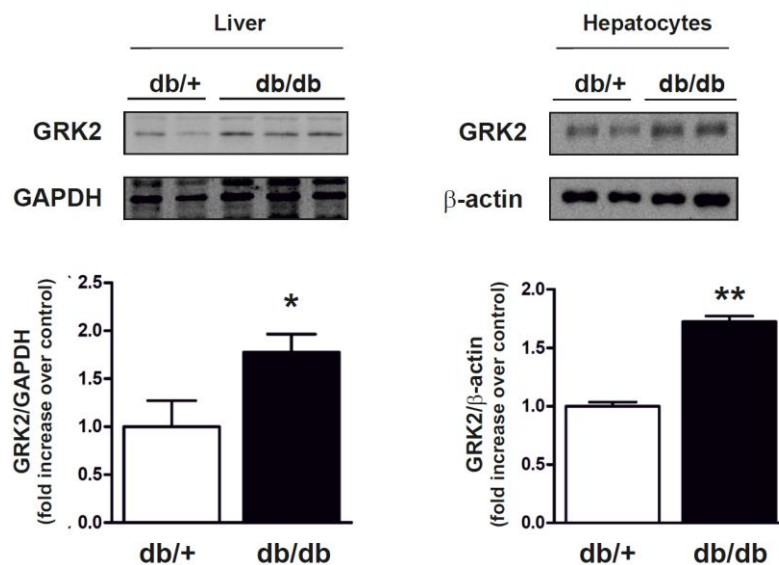 Liver
db/+ db/db
GRK2
GAPDH
GRK2/GAPDH
(fold increase over control)
2.5
2.0
1.5
1.0
0.5
0.0
*
db/+ db/db
Hepatocytes
db/+ db/db
GRK2
β-actin
GRK2/β-actin
(fold increase over control)
2.0
1.5
1.0
0.5
0.0
**
db/+ db/db